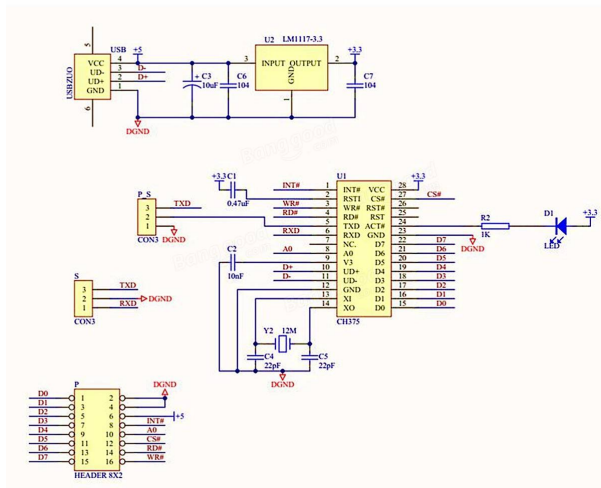 5
USB
+5
U2
LM1117-3.3
+3.3
USBZUO
VCC
UD-
UD+
GND
4
3
2
1
D-
D+
6
+
C3
10uF
C6
104
3
INPUT OUTPUT
GND
2
1
C7
104
DGND
P_S
3
2
1
CON3
TXD
DGND
+3.3
C1
0.47uF
U1
INT# 1 INT# VCC 28 +3.3
2 RST1 CS# 27 CS#
WR# 3 WR# RST# 26
RD# 4 RD# RST 25
5 TXD ACT# 24
RXD 6 RXD GND 23
7 NC. D7 22 D7
A0 8 A0 D6 21 D6
9 V3 D5 20 D5
D+ 10 UD+ D4 19 D4
D- 11 UD- D3 18 D3
12 GND D2 17 D2
13 XI D1 16 D1
14 XO D0 15 D0
CH375
R2
1K
D1
LED
+3.3
DGND
C2
10nF
Y2 12M
C4
22pF
C5
22pF
DGND
S
3
2
1
CON3
TXD
DGND
RXD
P
DGND
D0 1 2
D1 3 4
D2 5 6 +5
D3 7 8 INT#
D4 9 10 A0
D5 11 12 CS#
D6 13 14 RD#
D7 15 16 WR#
HEADER 8X2